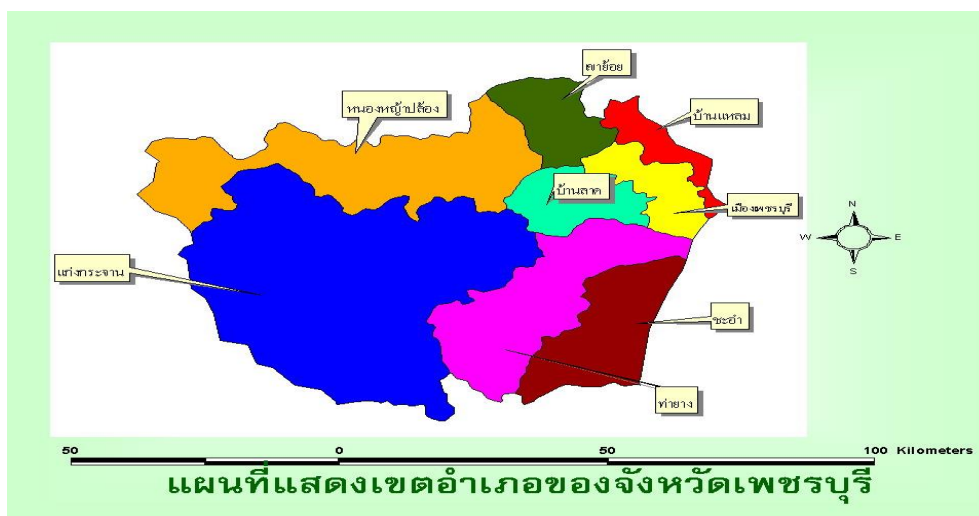 เขาย้อย
หนองหญ้าปล้อง
บ้านแหลม
บ้านลาด
เมืองเพชรบุรี
N
W E
S
แก่งกระจาน
ชะอำ
ท่ายาง
50 0 50 100 Kilometers
แผนที่แสดงเขตอำเภอของจังหวัดเพชรบุรี